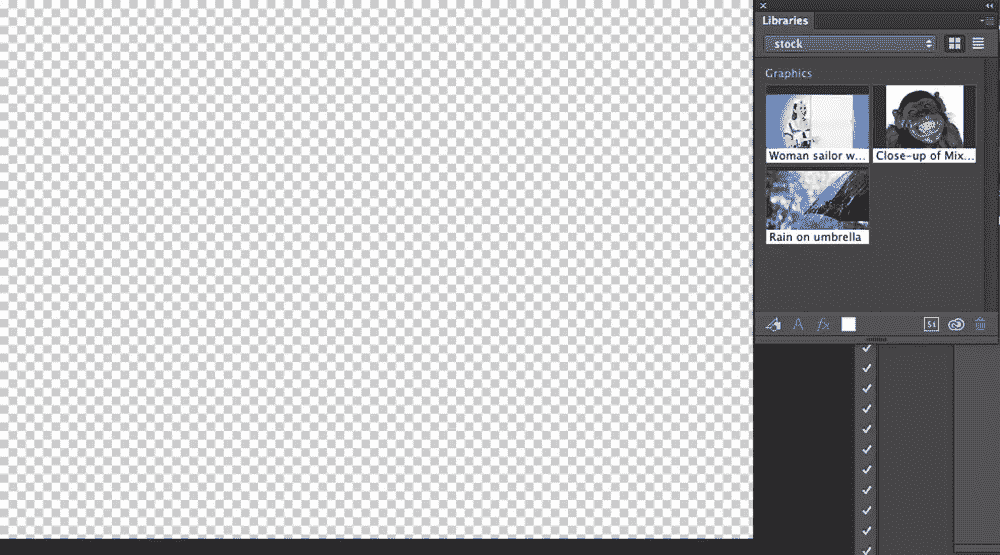 Libraries
stock
Graphics
Woman sailor w...
Close-up of Mix...
Rain on umbrella
A
fx
St